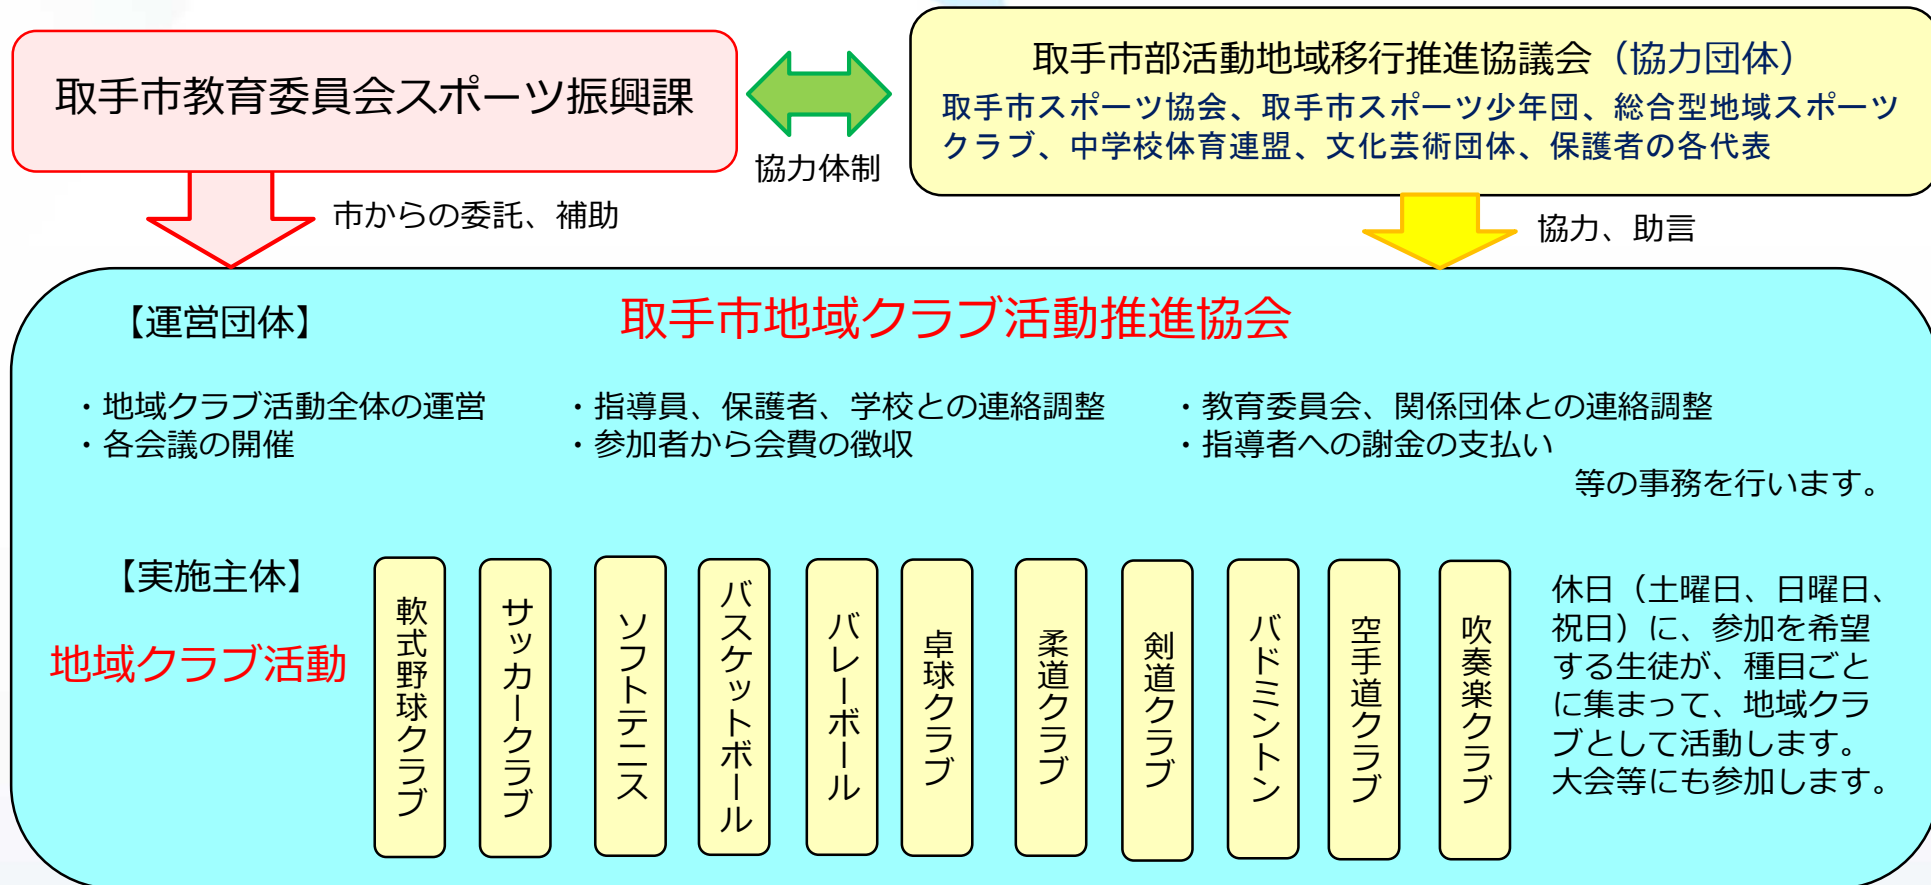 取手市教育委員会スポーツ振興課
協力体制
取手市部活動地域移行推進協議会（協力団体）
取手市スポーツ協会、取手市スポーツ少年団、総合型地域スポーツ
クラブ、中学校体育連盟、文化芸術団体、保護者の各代表
市からの委託、補助
協力、助言
【運営団体】
取手市地域クラブ活動推進協会
・地域クラブ活動全体の運営
・各会議の開催
・指導員、保護者、学校との連絡調整
・参加者から会費の徴収
・教育委員会、関係団体との連絡調整
・指導者への謝金の支払い
等の事務を行います。
【実施主体】
地域クラブ活動
軟式野球クラブ
サッカークラブ
ソフトテニス
バスケットボール
バレーボール
卓球クラブ
柔道クラブ
剣道クラブ
バドミントン
空手道クラブ
吹奏楽クラブ
休日（土曜日、日曜日、
祝日）に、参加を希望
する生徒が、種目ごと
に集まって、地域クラ
ブとして活動します。
大会等にも参加します。